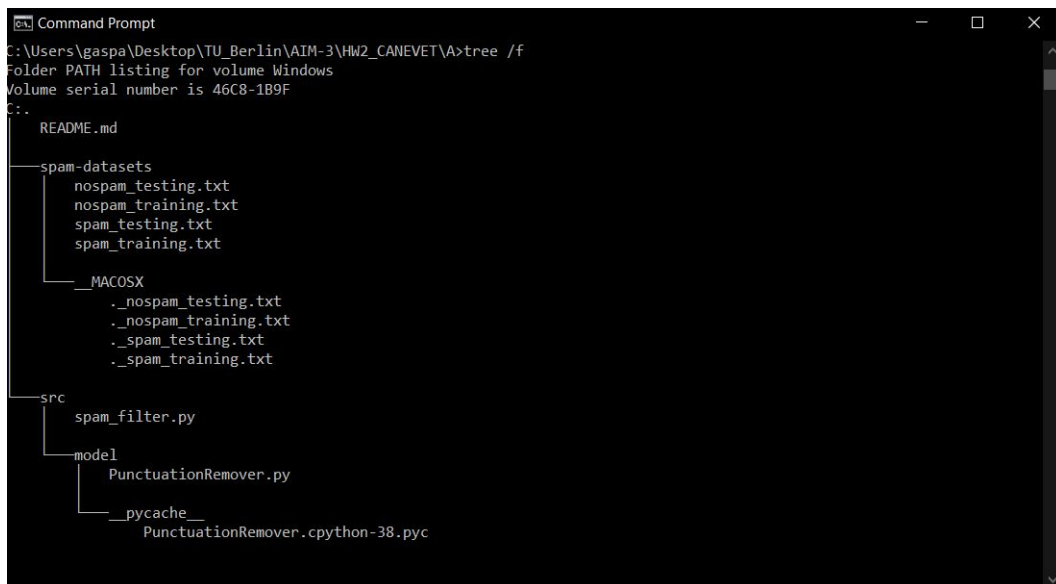 Command Prompt
C:\Users\gaspa\Desktop\TU_Berlin\AIM-3\HW2_CANEVET\A>tree /f
Folder PATH listing for volume Windows
Volume serial number is 46C8-1B9F
C:.
README.md
spam-datasets
nospam_testing.txt
nospam_training.txt
spam_testing.txt
spam_training.txt
__MACOSX
._nospam_testing.txt
._nospam_training.txt
._spam_testing.txt
._spam_training.txt
src
spam_filter.py
model
PunctuationRemover.py
__pycache__
PunctuationRemover.cpython-38.pyc